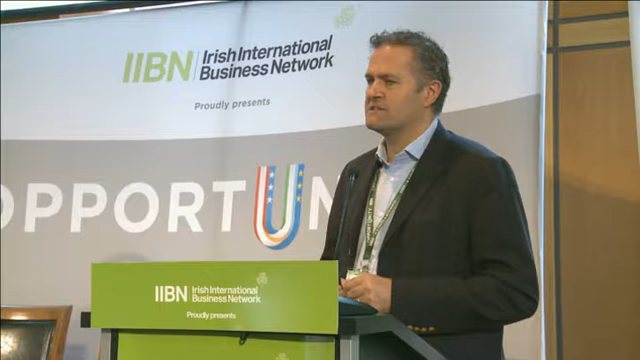 IIBN Irish International
Business Network
Proudly presents
OPPORTUN
IIBN Irish International
Business Network
Proudly presents